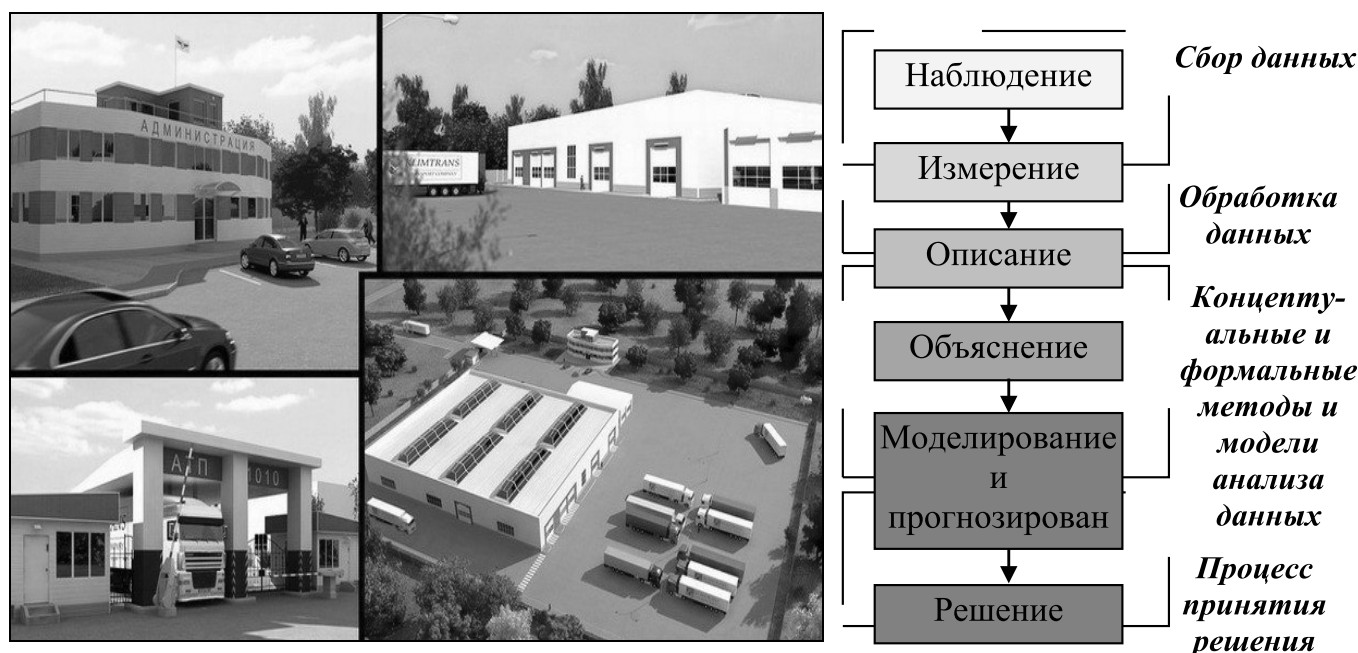 АДМИНИСТРАЦИЯ
LIMTRANS
АТП 1010
Наблюдение
Измерение
Описание
Объяснение
Моделирование
и
прогнозирован
Решение
Сбор данных
Обработка
данных
Концепту-
альные и
формальные
методы и
модели
анализа
данных
Процесс
принятия
решения